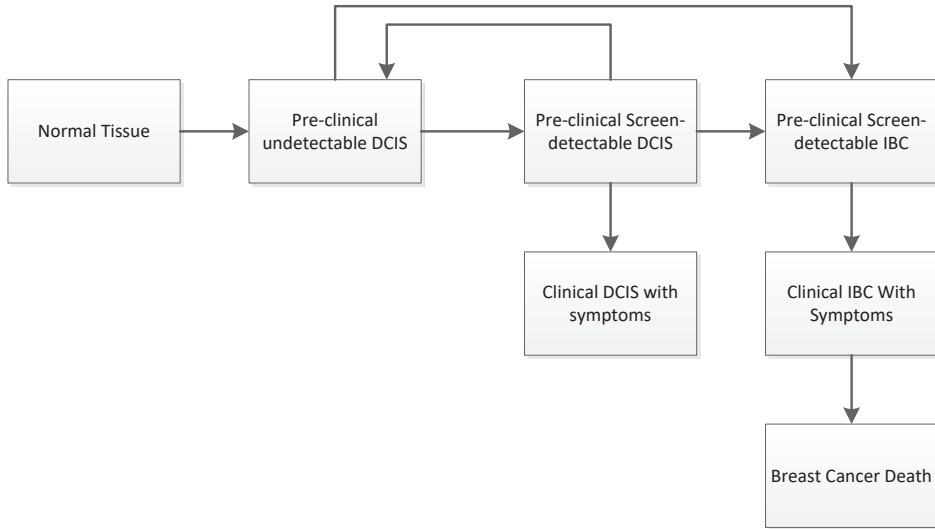 Normal Tissue
Pre-clinical
undetectable DCIS
Pre-clinical Screen-
detectable DCIS
Pre-clinical Screen-
detectable IBC
Clinical DCIS with
symptoms
Clinical IBC With
Symptoms
Breast Cancer Death